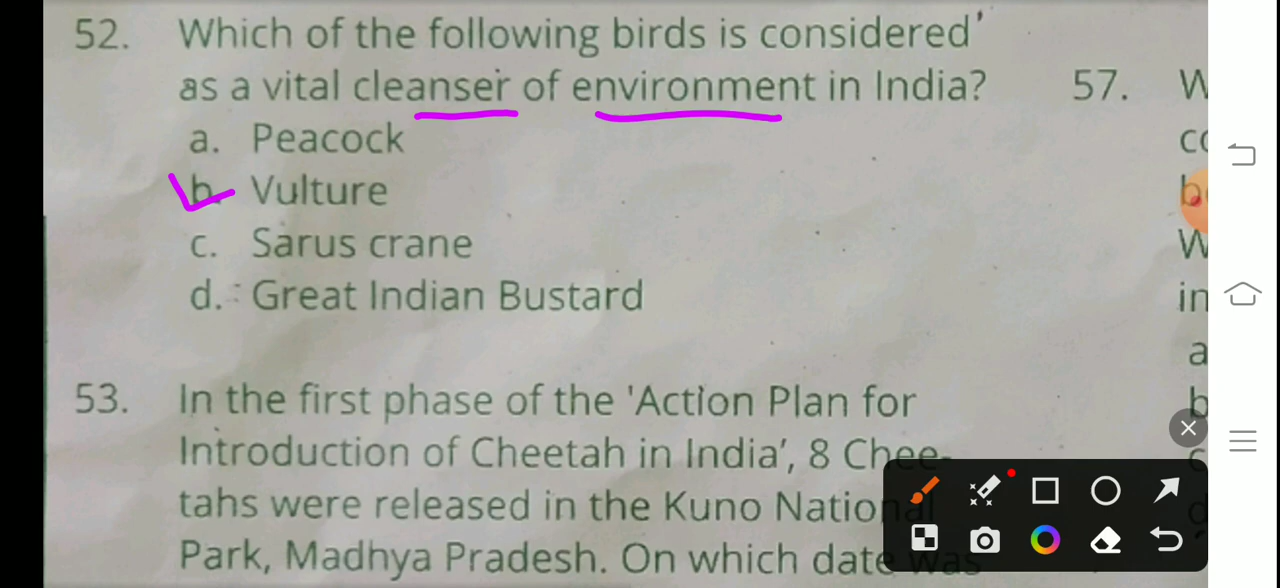 52. Which of the following birds is considered
as a vital cleanser of environment in India?
a. Peacock
b. Vulture
c. Sarus crane
d. Great Indian Bustard
53. In the first phase of the 'Action Plan for
Introduction of Cheetah in India', 8 Chee-
tahs were released in the Kuno National
Park, Madhya Pradesh. On which date was
57.